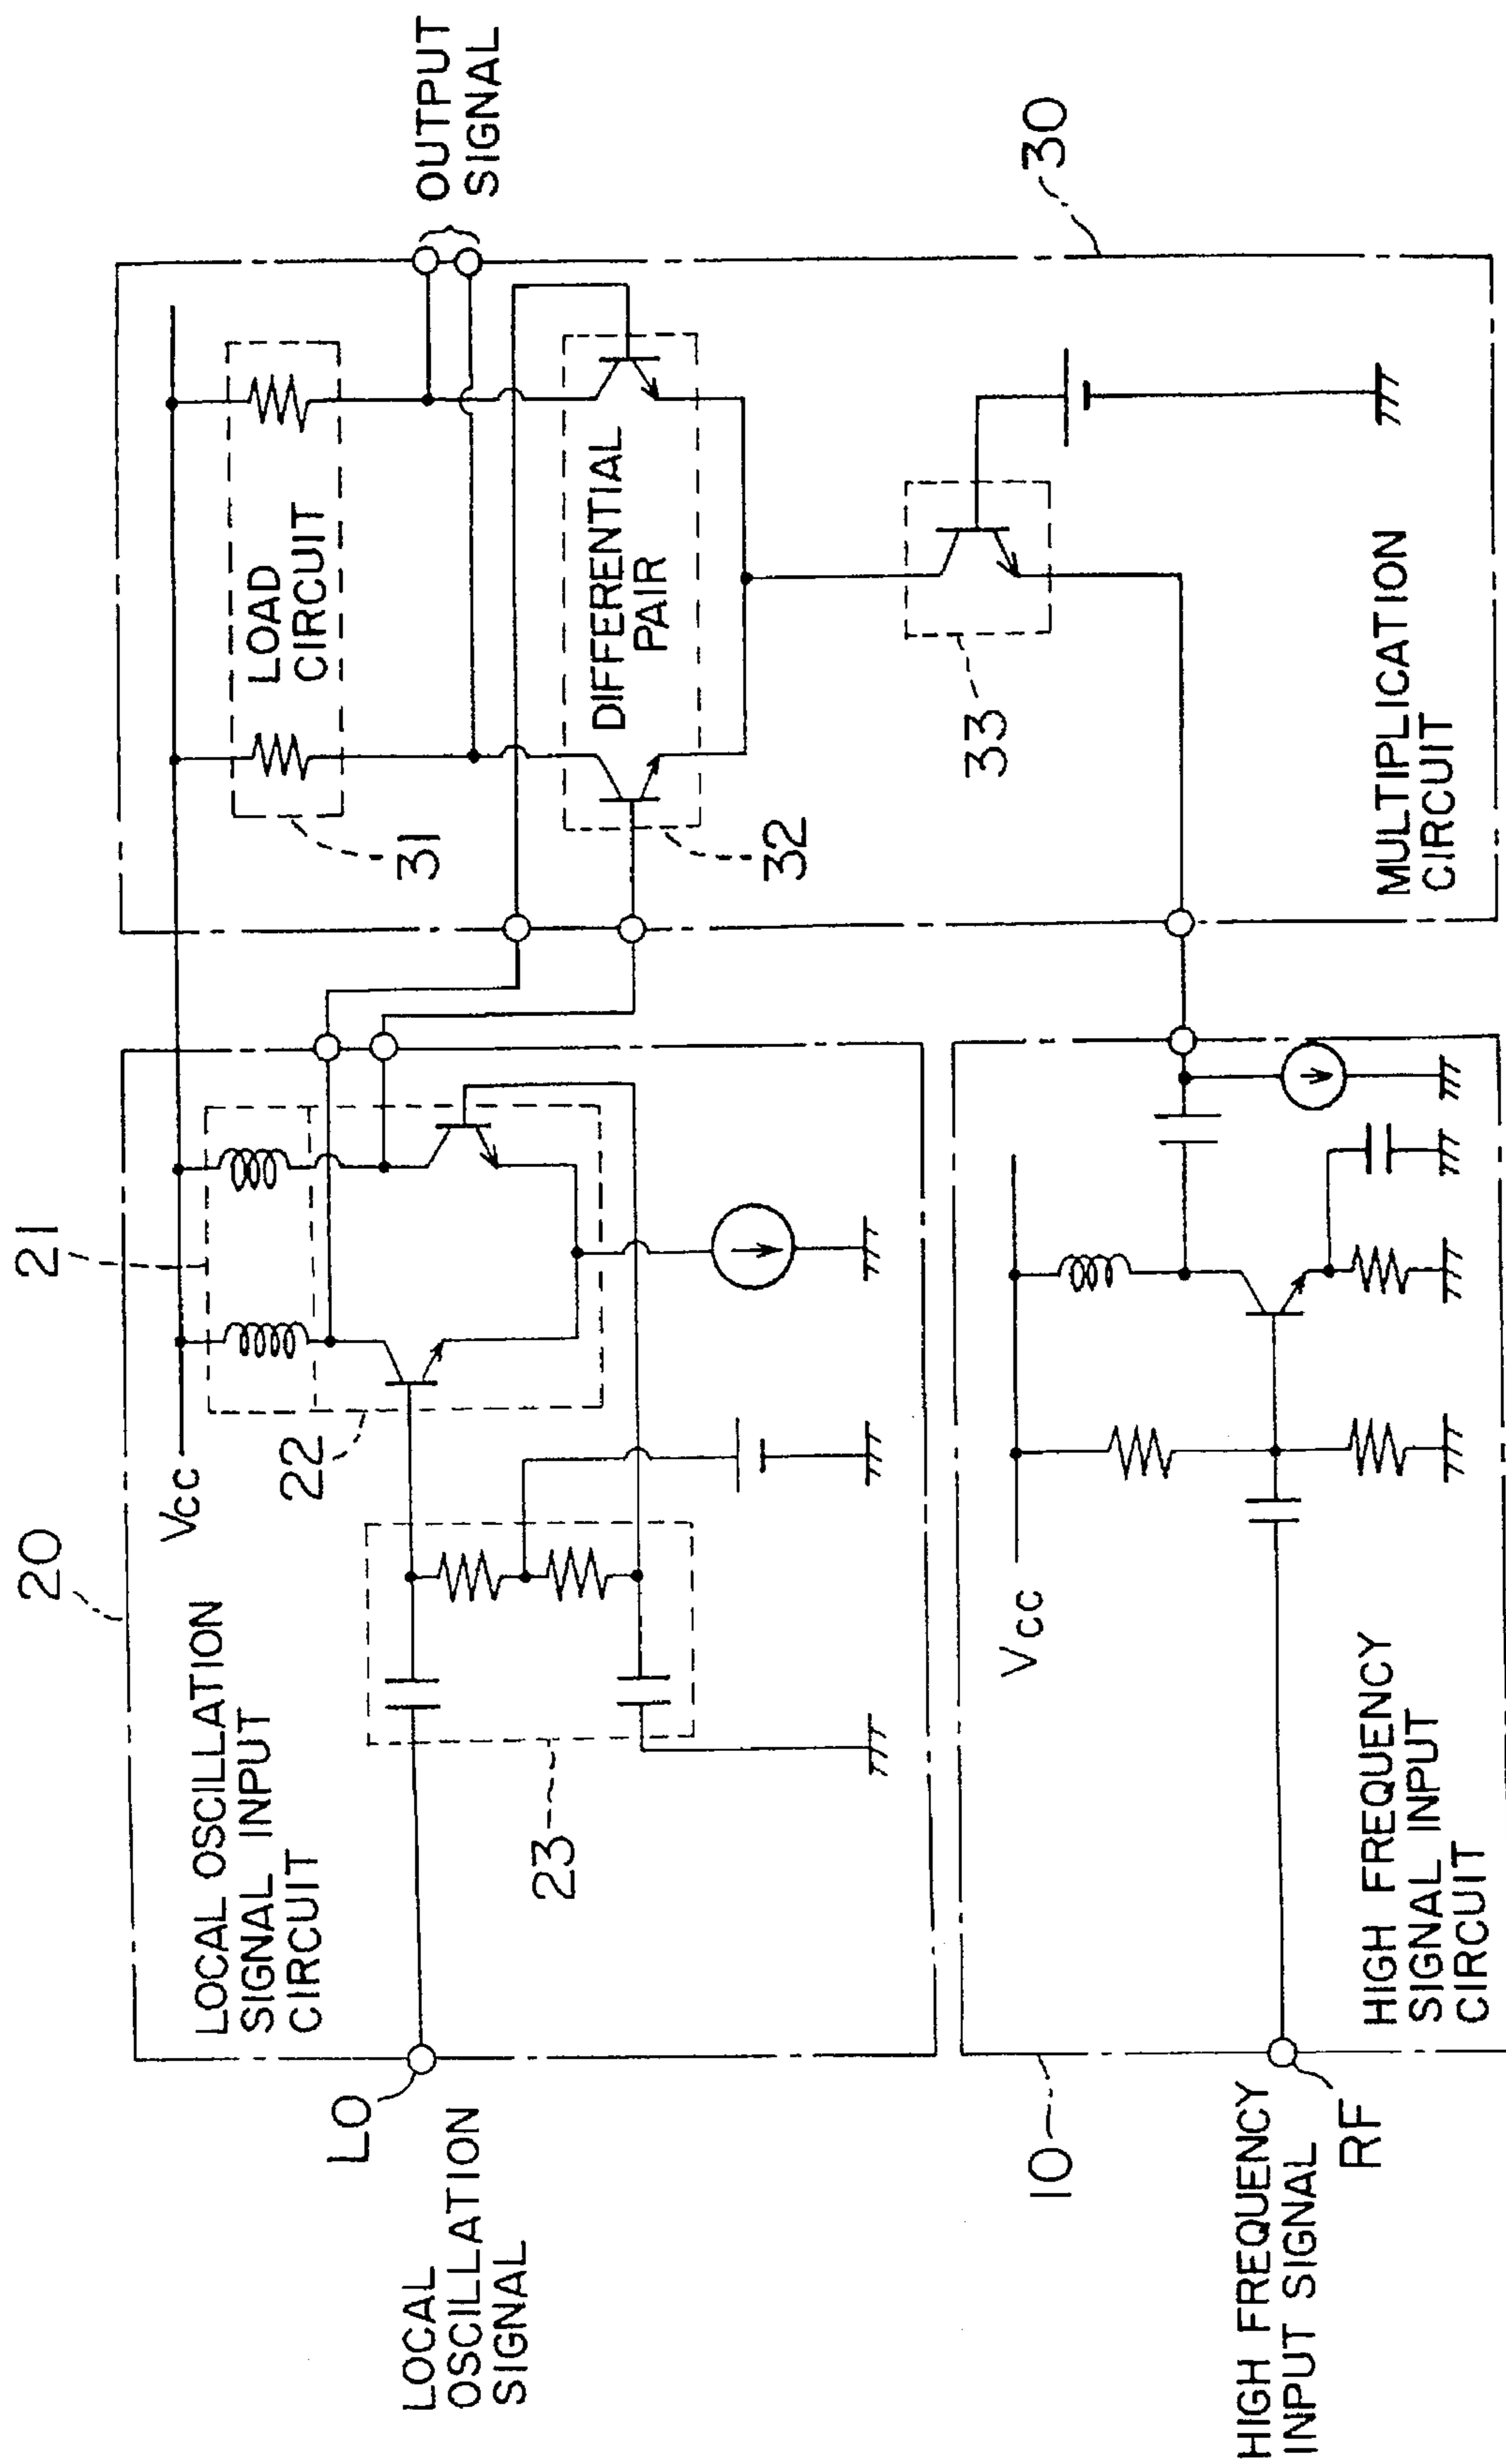 20
21
LOCAL OSCILLATION
SIGNAL INPUT
CIRCUIT
Vcc
22
23
LO
LOCAL
OSCILLATION
SIGNAL
OUTPUT
SIGNAL
LOAD
CIRCUIT
31
DIFFERENTIAL
PAIR
32
33
30
MULTIPLICATION
CIRCUIT
10
Vcc
HIGH FREQUENCY
SIGNAL INPUT
CIRCUIT
HIGH FREQUENCY
INPUT SIGNAL
RF